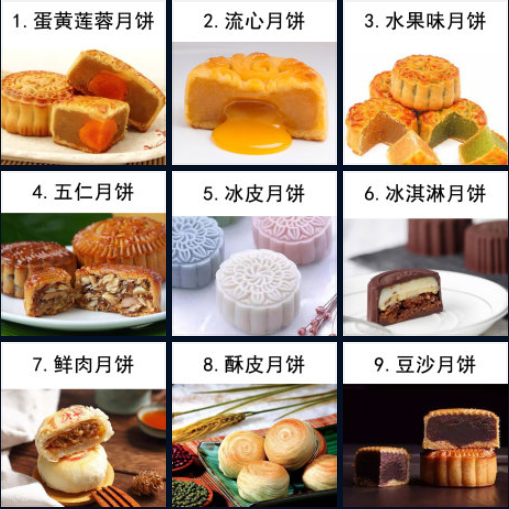 1. 蛋黄莲蓉月饼
2. 流心月饼
3. 水果味月饼
4. 五仁月饼
5. 冰皮月饼
6. 冰淇淋月饼
7. 鲜肉月饼
8. 酥皮月饼
9. 豆沙月饼